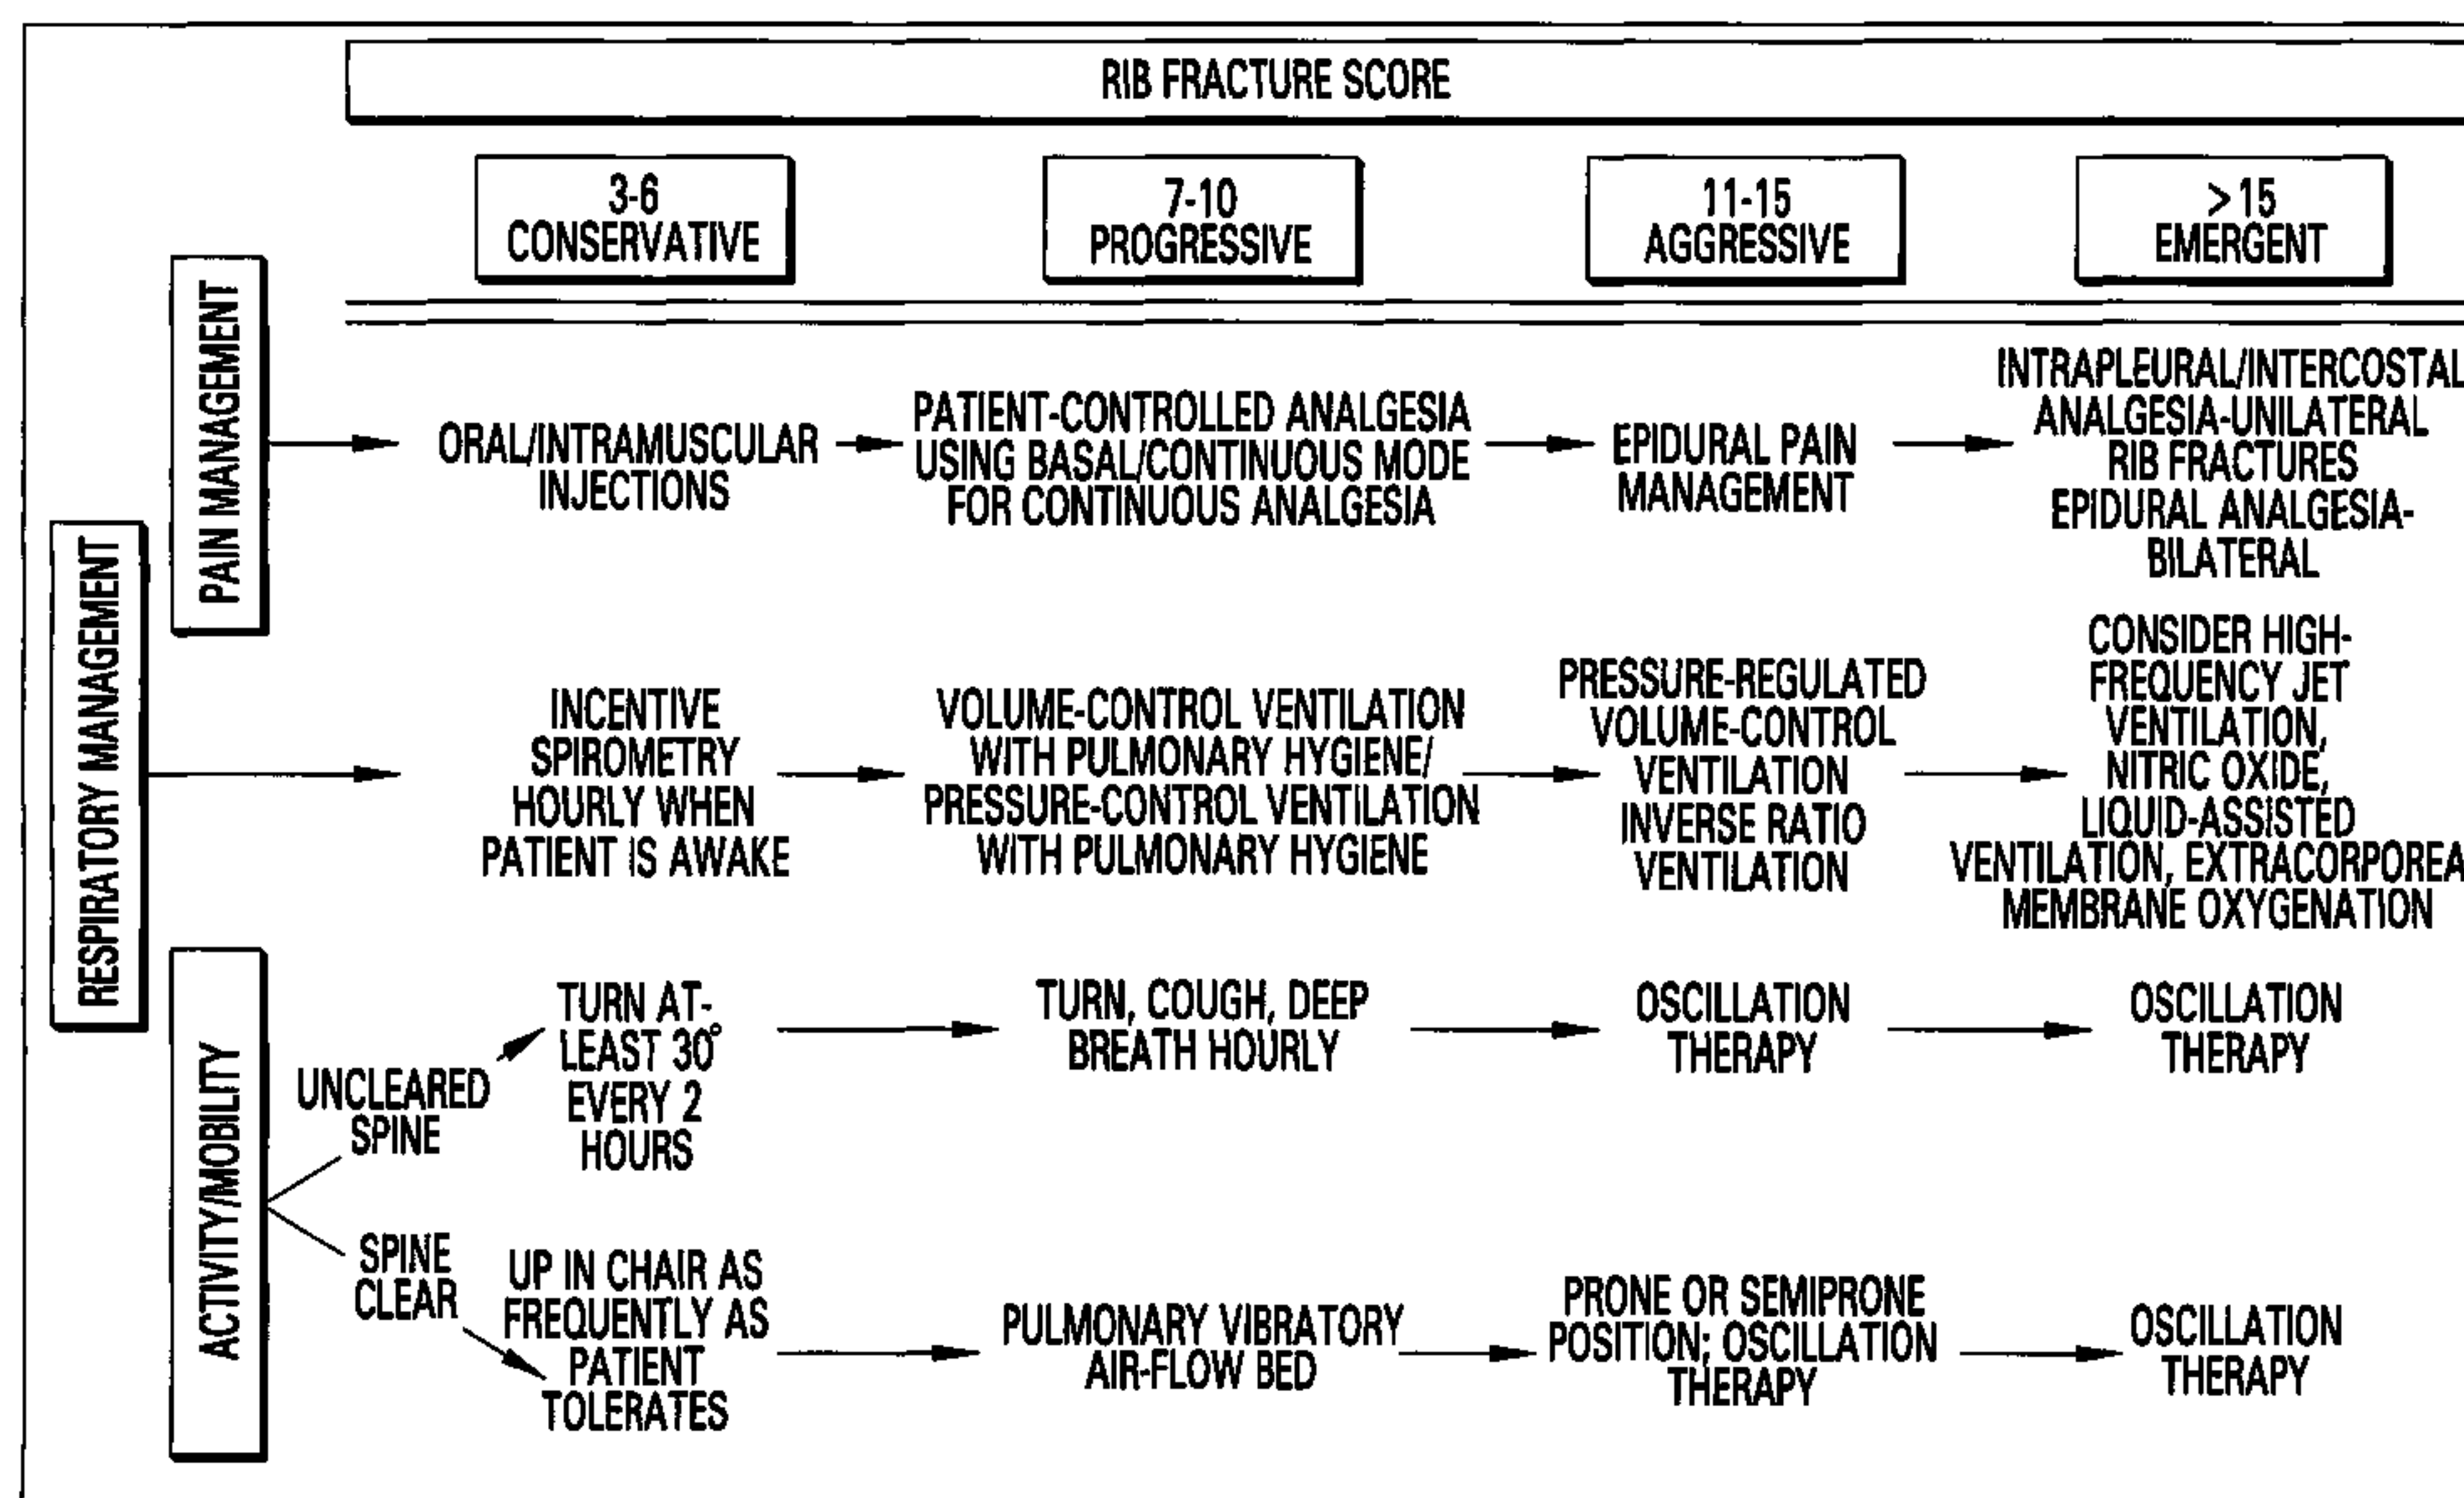 RIB FRACTURE SCORE
3-6
CONSERVATIVE
7-10
PROGRESSIVE
11-15
AGGRESSIVE
>15
EMERGENT
PAIN MANAGEMENT
ORAL/INTRAMUSCULAR
INJECTIONS
PATIENT-CONTROLLED ANALGESIA
USING BASAL/CONTINUOUS MODE
FOR CONTINUOUS ANALGESIA
EPIDURAL PAIN
MANAGEMENT
INTRAPLEURAL/INTERCOSTAL
ANALGESIA-UNILATERAL
RIB FRACTURES
EPIDURAL ANALGESIA-
BILATERAL
RESPIRATORY MANAGEMENT
INCENTIVE
SPIROMETRY
HOURLY WHEN
PATIENT IS AWAKE
VOLUME-CONTROL VENTILATION
WITH PULMONARY HYGIENE/
PRESSURE-CONTROL VENTILATION
WITH PULMONARY HYGIENE
PRESSURE-REGULATED
VOLUME-CONTROL
VENTILATION
INVERSE RATIO
VENTILATION
CONSIDER HIGH-
FREQUENCY JET
VENTILATION,
NITRIC OXIDE,
LIQUID-ASSISTED
VENTILATION, EXTRACORPOREA
MEMBRANE OXYGENATION
ACTIVITY/MOBILITY
UNCLEARED
SPINE
TURN AT-
LEAST 30°
EVERY 2
HOURS
TURN, COUGH, DEEP
BREATH HOURLY
OSCILLATION
THERAPY
OSCILLATION
THERAPY
SPINE
CLEAR
UP IN CHAIR AS
FREQUENTLY AS
PATIENT
TOLERATES
PULMONARY VIBRATORY
AIR-FLOW BED
PRONE OR SEMIPRONE
POSITION; OSCILLATION
THERAPY
OSCILLATION
THERAPY